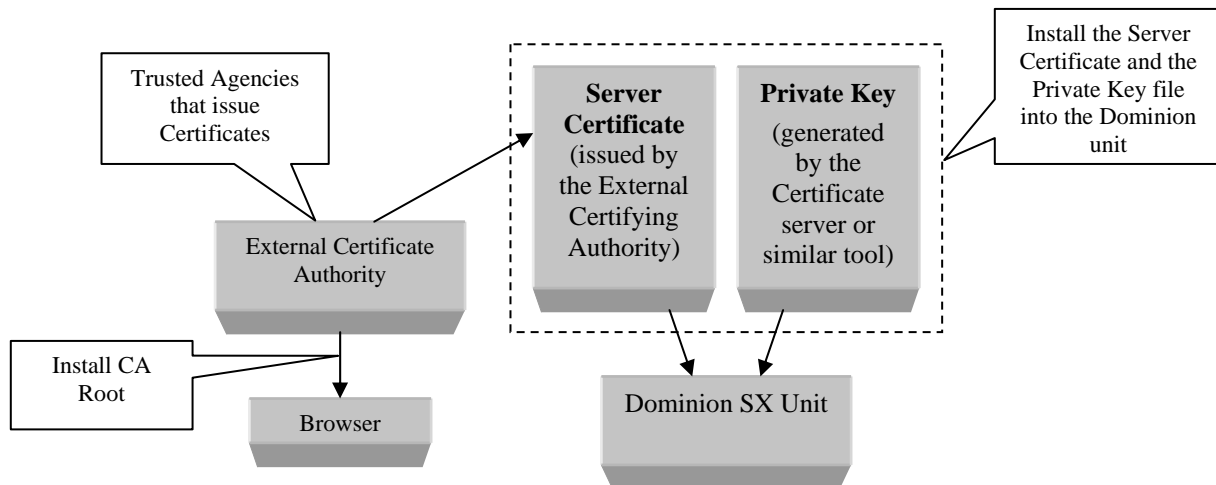 Trusted Agencies
that issue
Certificates
Server
Certificate
(issued by
the External
Certifying
Authority)
Private Key
(generated
by the
Certificate
server or
similar tool)
Install the Server
Certificate and the
Private Key file
into the Dominion
unit
External Certificate
Authority
Install CA
Root
Browser
Dominion SX Unit